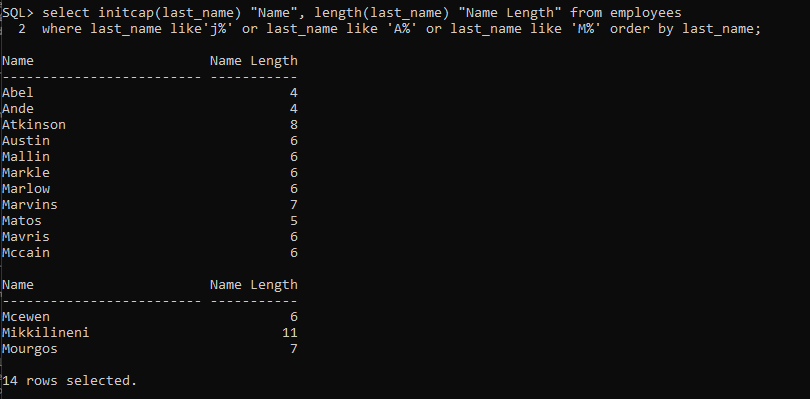 SQL> select initcap(last_name) "Name", length(last_name) "Name Length" from employees
  2  where last_name like'j%' or last_name like 'A%' or last_name like 'M%' order by last_name;

Name                      Name Length
------------------------- -----------
Abel                                4
Ande                                4
Atkinson                            8
Austin                              6
Mallin                              6
Markle                              6
Marlow                              6
Marvins                             7
Matos                               5
Mavris                              6
Mccain                              6

Name                      Name Length
------------------------- -----------
Mcewen                              6
Mikkilineni                        11
Mourgos                             7

14 rows selected.